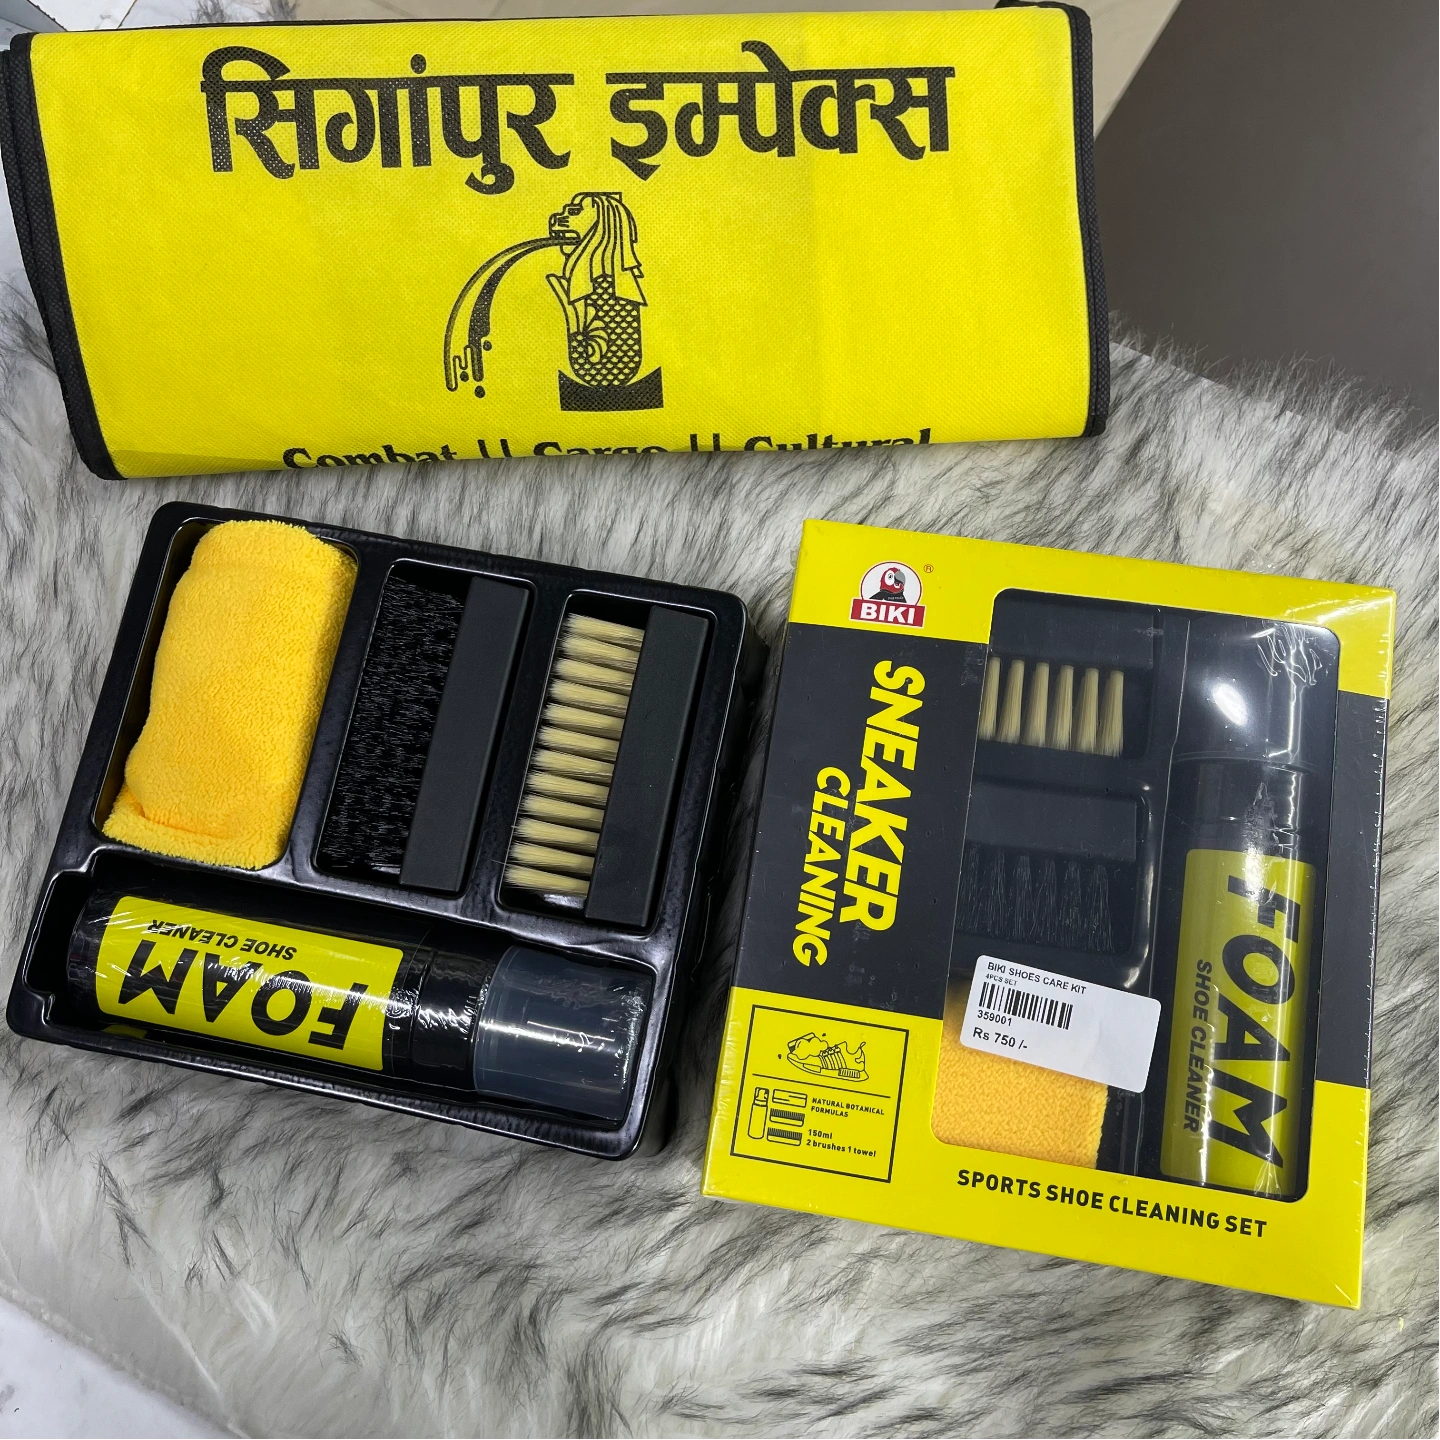 सिगांपुर इम्पेक्स
Combat || Cargo || Cultural
FOAM
SHOE CLEANER
BIKI
®
SNEAKER
CLEANING
FOAM
SHOE CLEANER
BIKI SHOES CARE KIT
4PCS SET
359001
Rs 750 /-
NATURAL BOTANICAL
FORMULAS
150ml
2 brushes 1 towel
SPORTS SHOE CLEANING SET